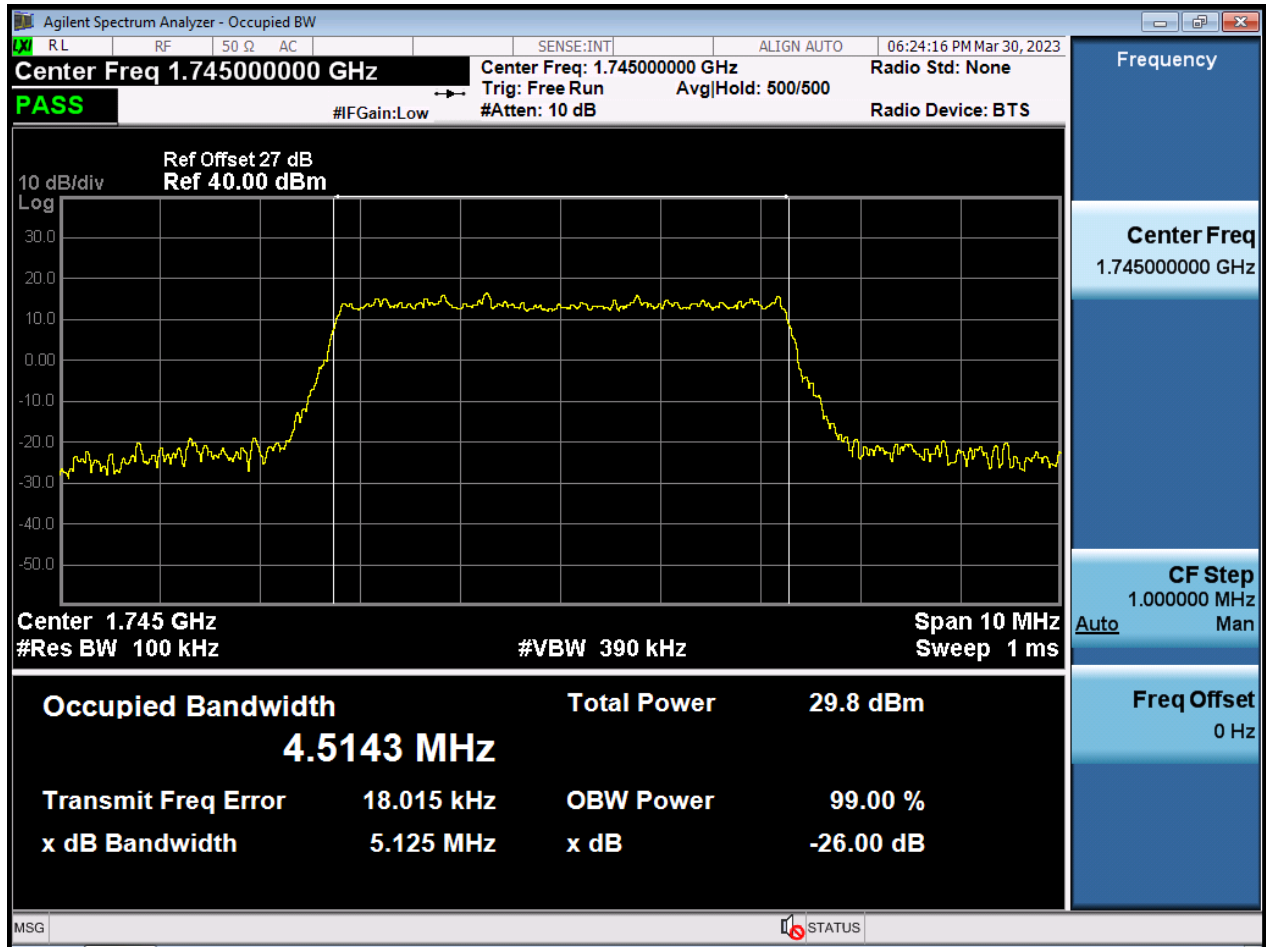 Agilent Spectrum Analyzer - Occupied BW
LXI RL RF 50 Ω AC SENSE:INT ALIGN AUTO 06:24:16 PM Mar 30, 2023
Center Freq 1.745000000 GHz
PASS
#IFGain:Low
Center Freq: 1.745000000 GHz
Trig: Free Run Avg|Hold: 500/500
#Atten: 10 dB
Radio Std: None
Radio Device: BTS
Ref Offset 27 dB
10 dB/div Ref 40.00 dBm
Log
30.0
20.0
10.0
0.00
-10.0
-20.0
-30.0
-40.0
-50.0
Center 1.745 GHz Span 10 MHz
#Res BW 100 kHz #VBW 390 kHz Sweep 1 ms
Occupied Bandwidth Total Power 29.8 dBm
4.5143 MHz
Transmit Freq Error 18.015 kHz OBW Power 99.00 %
x dB Bandwidth 5.125 MHz x dB -26.00 dB
MSG STATUS
Frequency
Center Freq
1.745000000 GHz
CF Step
1.000000 MHz
Auto Man
Freq Offset
0 Hz